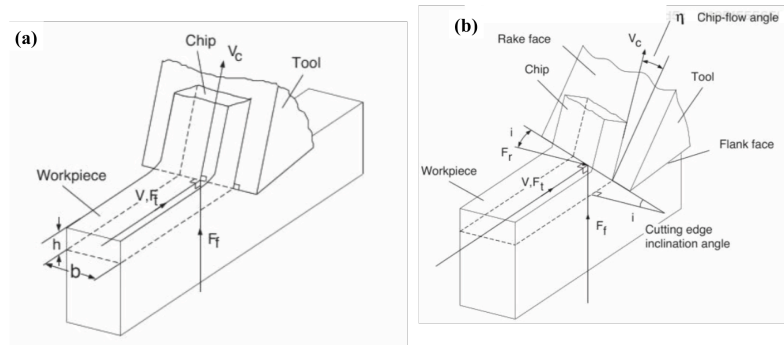 (a)
Chip
Vc
Tool
Workpiece
V,Ft
h
b
Ff
(b)
η Chip-flow angle
Vc
Rake face
Chip
Tool
i
Fr
Flank face
Workpiece
V,Ft
i
Ff
Cutting edge
inclination angle